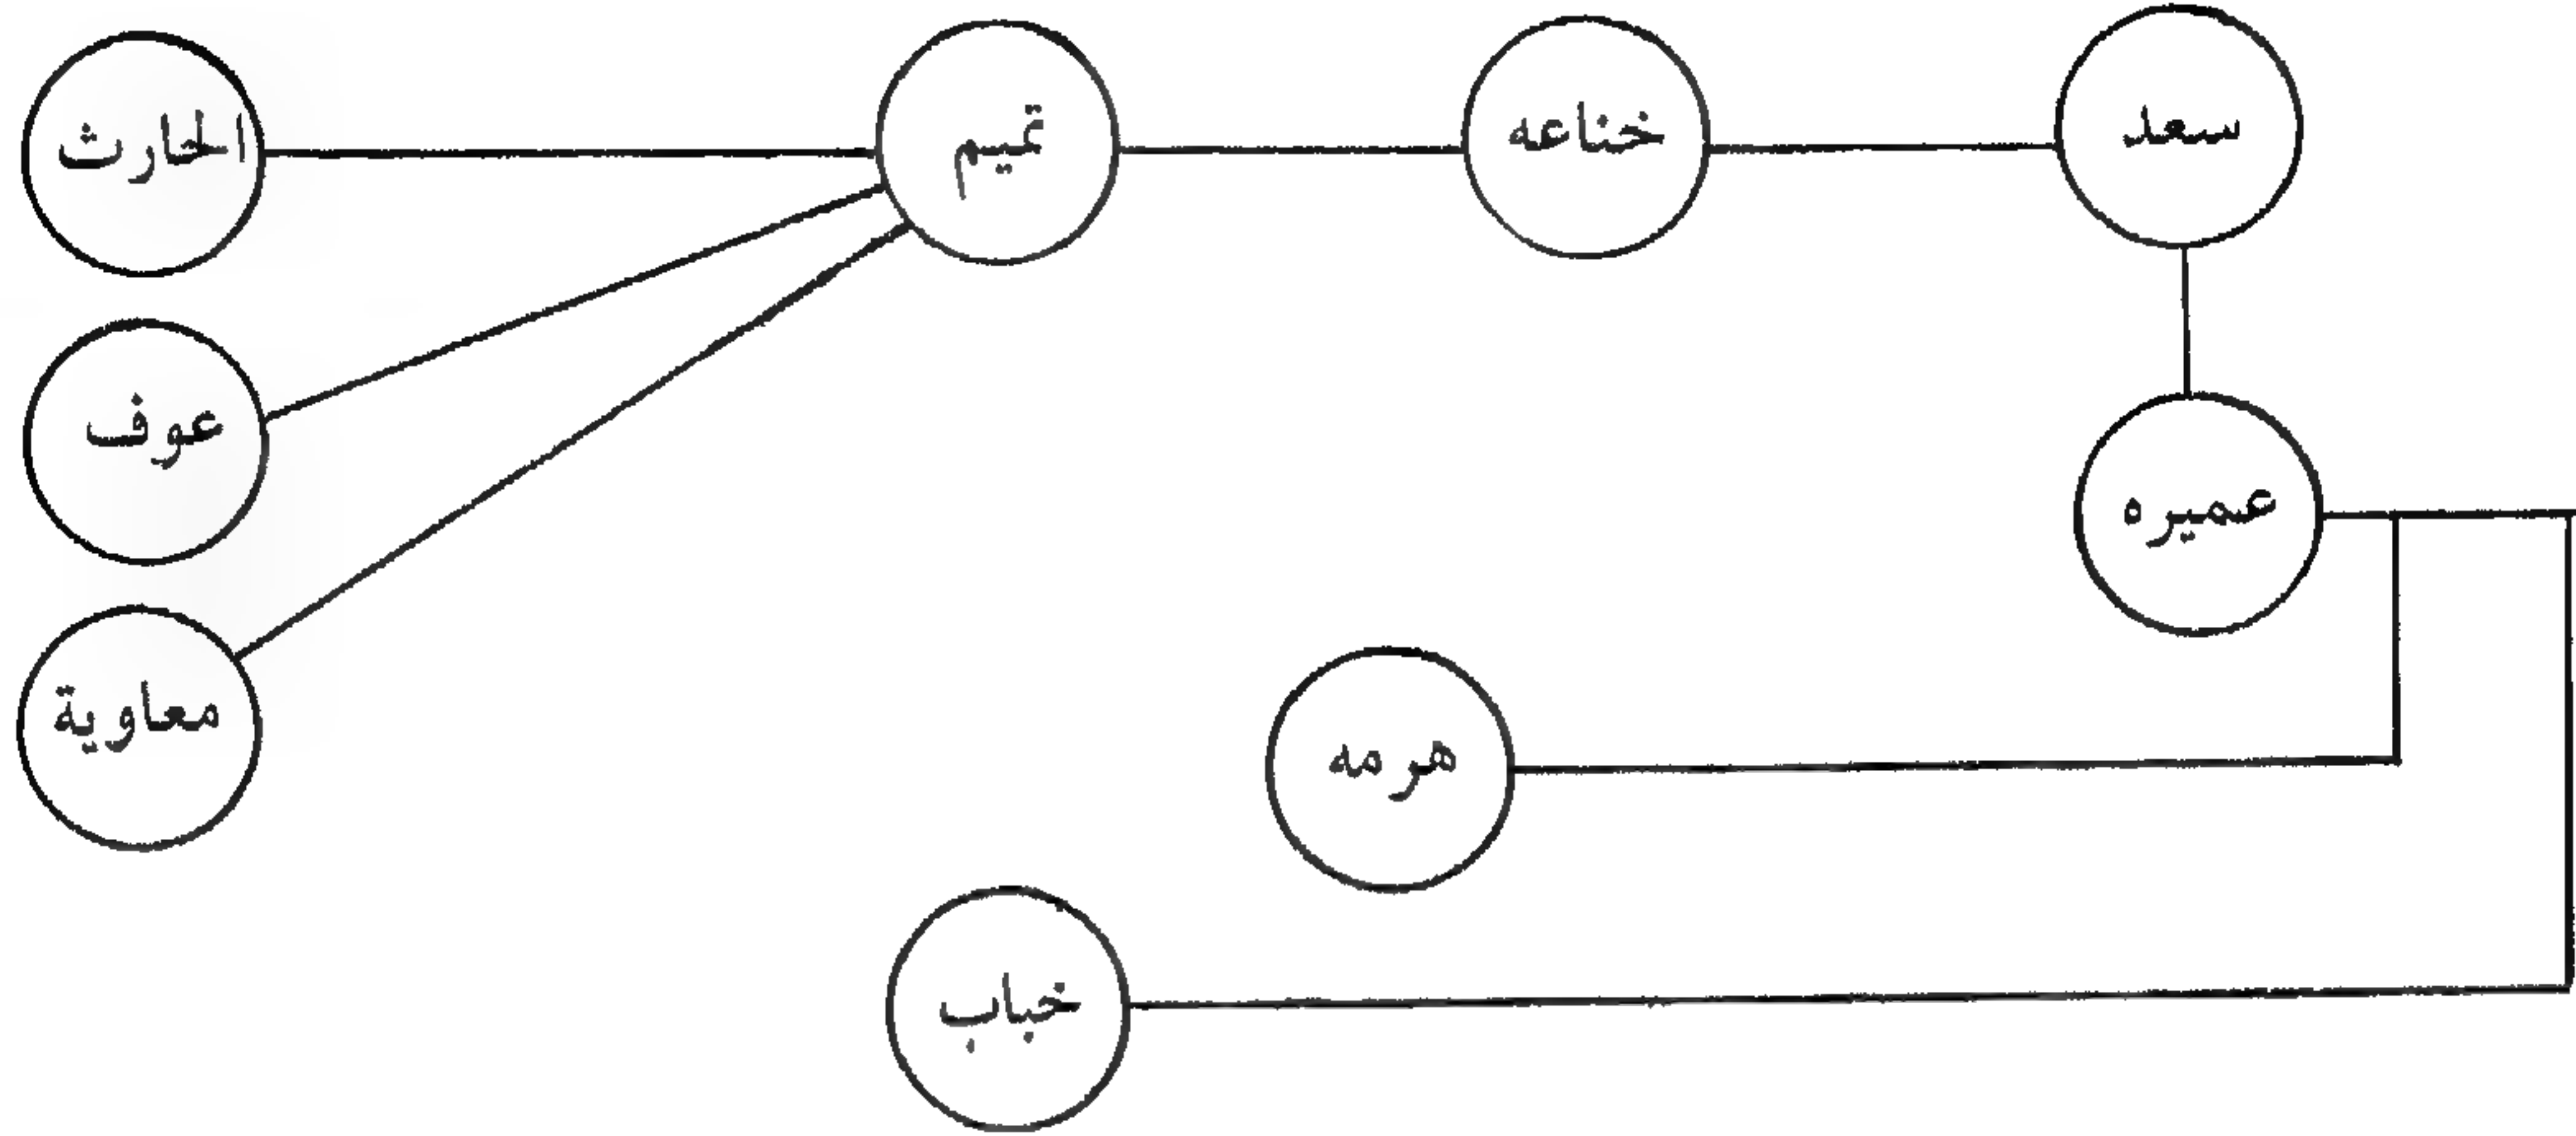 سعد
خناعه
تميم
الحارث
عوف
عميره
معاوية
هرمه
خباب